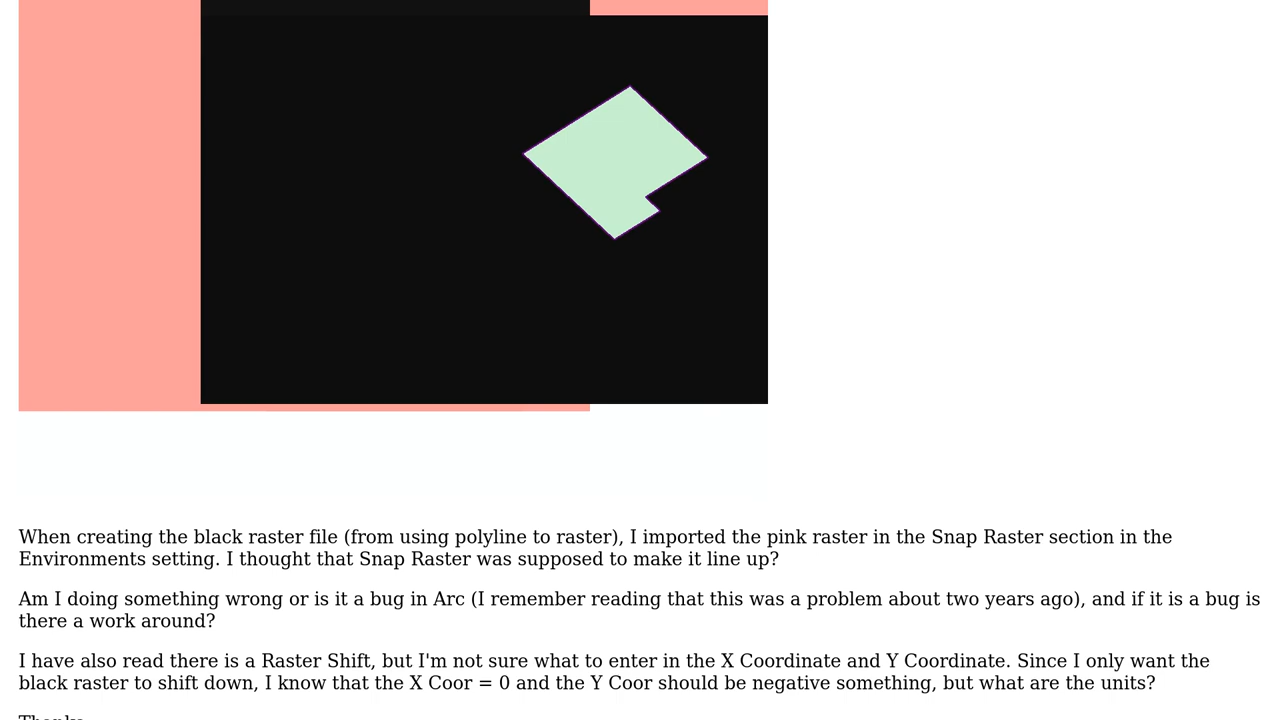 When creating the black raster file (from using polyline to raster), I imported the pink raster in the Snap Raster section in the
Environments setting. I thought that Snap Raster was supposed to make it line up?
Am I doing something wrong or is it a bug in Arc (I remember reading that this was a problem about two years ago), and if it is a bug is
there a work around?
I have also read there is a Raster Shift, but I'm not sure what to enter in the X Coordinate and Y Coordinate. Since I only want the
black raster to shift down, I know that the X Coor = 0 and the Y Coor should be negative something, but what are the units?